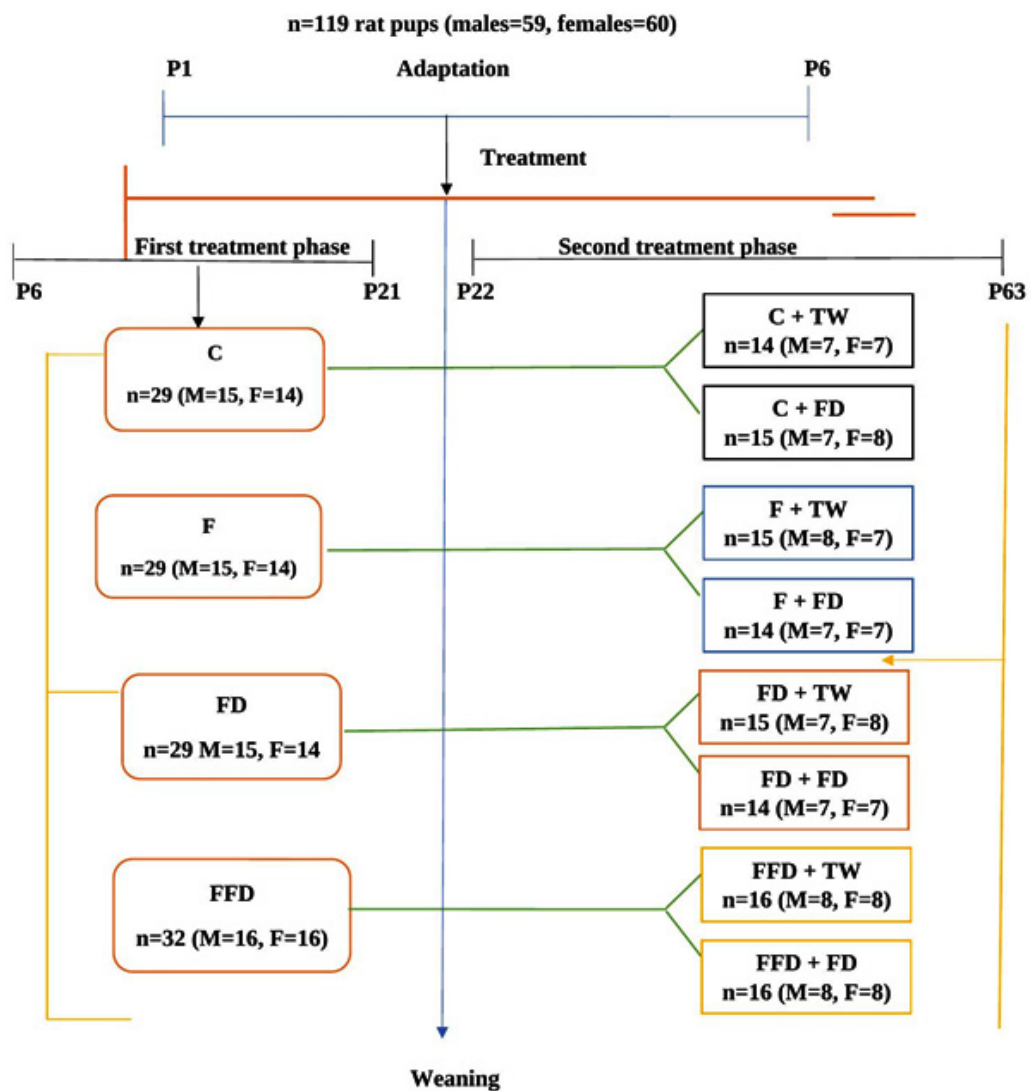 n=119 rat pups (males=59, females=60)
P1
Adaptation
P6
Treatment
First treatment phase
Second treatment phase
P6
P21
P22
P63
C
n=29 (M=15, F=14)
C + TW
n=14 (M=7, F=7)
C + FD
n=15 (M=7, F=8)
F
n=29 (M=15, F=14)
F + TW
n=15 (M=8, F=7)
F + FD
n=14 (M=7, F=7)
FD
n=29 M=15, F=14
FD + TW
n=15 (M=7, F=8)
FD + FD
n=14 (M=7, F=7)
FFD
n=32 (M=16, F=16)
FFD + TW
n=16 (M=8, F=8)
FFD + FD
n=16 (M=8, F=8)
Weaning